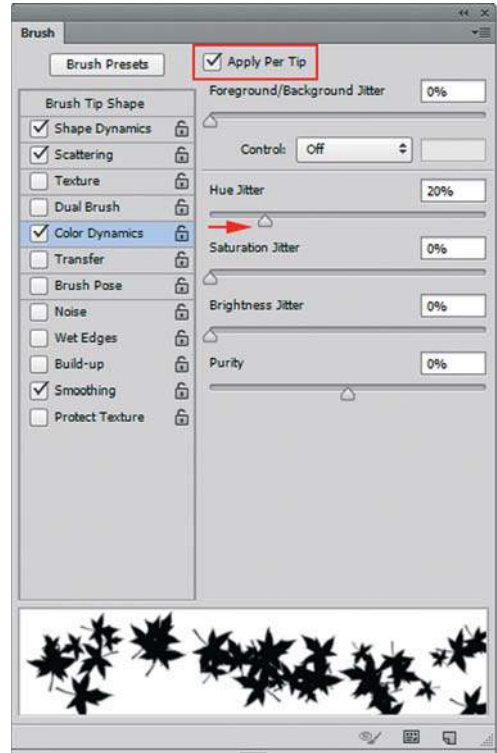 Brush
Brush Presets
Apply Per Tip
Brush Tip Shape
Foreground/Background Jitter 0%
Shape Dynamics
Scattering
Control: Off
Texture
Hue Jitter 20%
Dual Brush
Color Dynamics
Saturation Jitter 0%
Transfer
Brush Pose
Noise
Brightness Jitter 0%
Wet Edges
Build-up
Purity 0%
Smoothing
Protect Texture